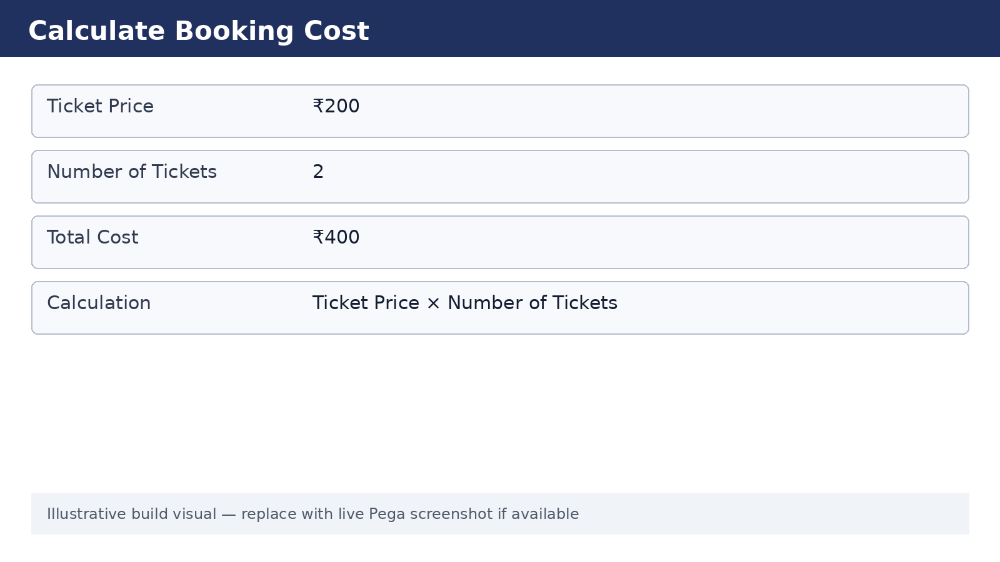 Calculate Booking Cost
Ticket Price ₹200
Number of Tickets 2
Total Cost ₹400
Calculation Ticket Price × Number of Tickets
Illustrative build visual — replace with live Pega screenshot if available